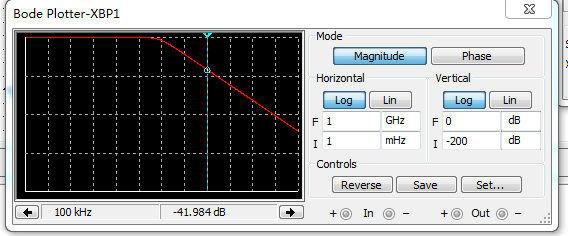 Bode Plotter-XBP1
Mode
Magnitude Phase
Horizontal Vertical
Log Lin Log Lin
F 1 GHz F 0 dB
I 1 mHz I -200 dB
Controls
Reverse Save Set...
100 kHz -41.984 dB
+ In − + Out −